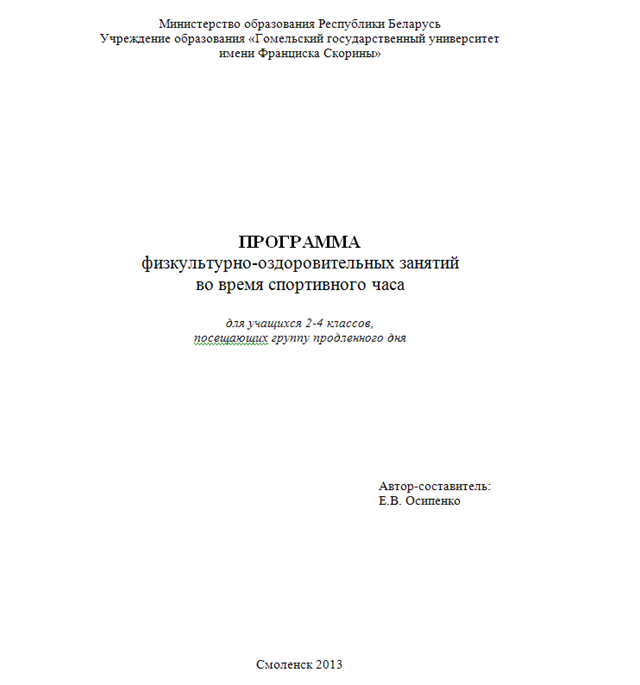 Министерство образования Республики Беларусь
Учреждение образования «Гомельский государственный университет
имени Франциска Скорины»
ПРОГРАММА
физкультурно-оздоровительных занятий
во время спортивного часа
для учащихся 2-4 классов,
посещающих группу продленного дня
Автор-составитель:
Е.В. Осипенко
Смоленск 2013